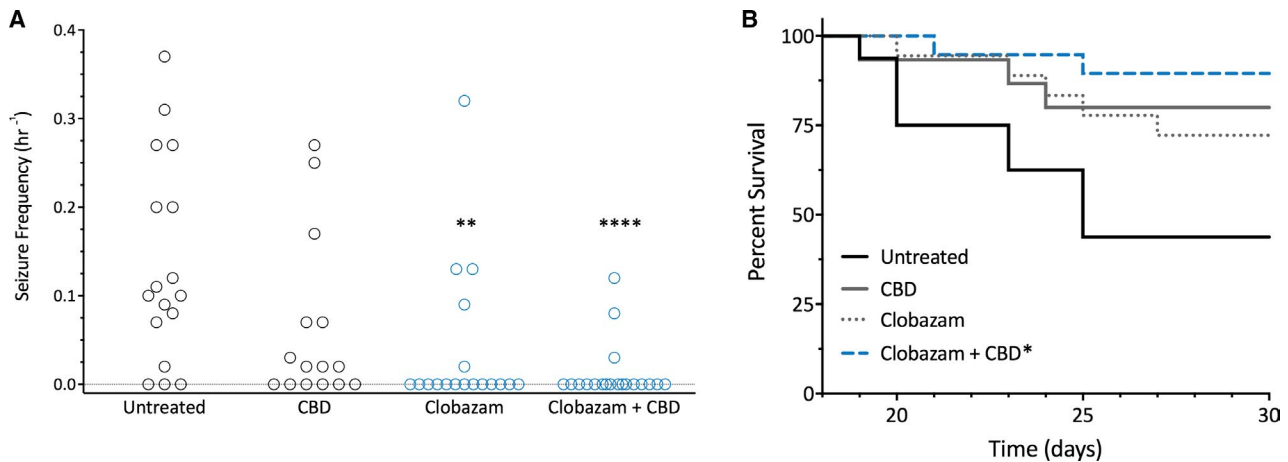 A
Seizure Frequency (hr⁻¹)
0.4
0.3
0.2
0.1
0.0
**
****
Untreated
CBD
Clobazam
Clobazam + CBD
B
Percent Survival
100
75
50
25
0
Untreated
CBD
Clobazam
Clobazam + CBD*
20
25
30
Time (days)